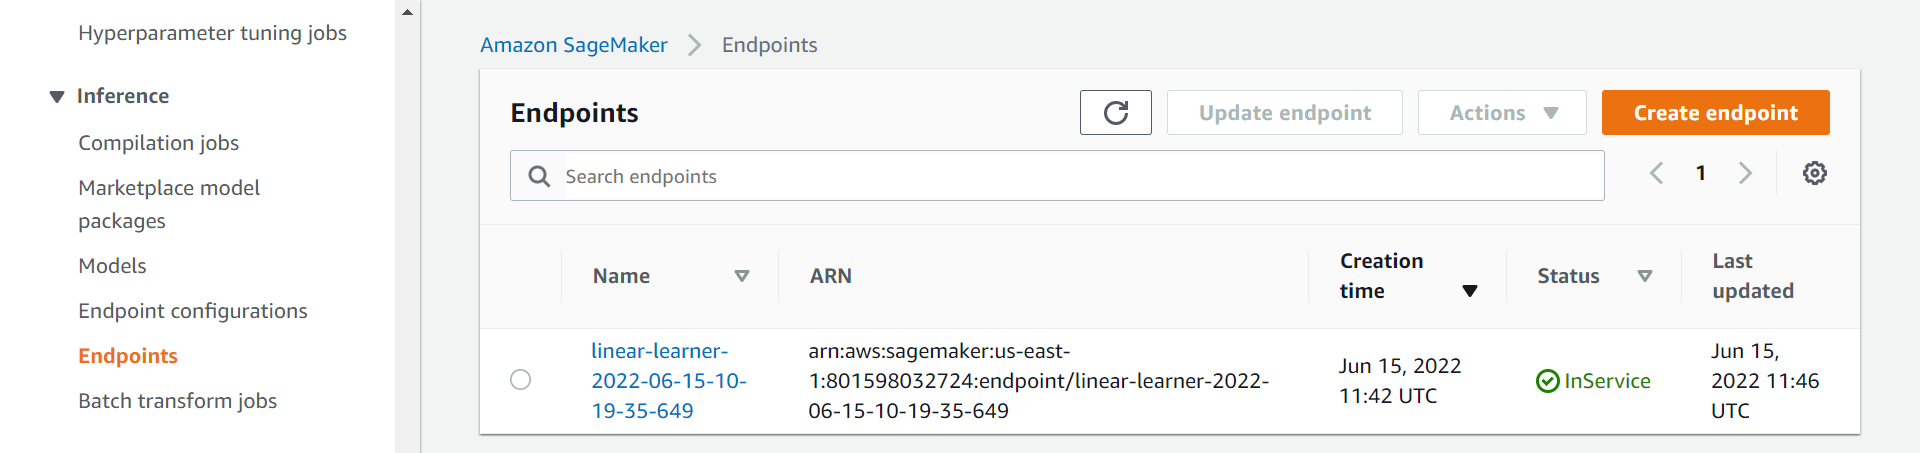 Hyperparameter tuning jobs
Inference
Compilation jobs
Marketplace model
packages
Models
Endpoint configurations
Endpoints
Batch transform jobs
Amazon SageMaker > Endpoints
Endpoints
Update endpoint
Actions
Create endpoint
Search endpoints
1
Name
ARN
Creation
time
Status
Last
updated
linear-learner-
2022-06-15-10-
19-35-649
arn:aws:sagemaker:us-east-
1:801598032724:endpoint/linear-learner-2022-
06-15-10-19-35-649
Jun 15, 2022
11:42 UTC
InService
Jun 15,
2022 11:46
UTC